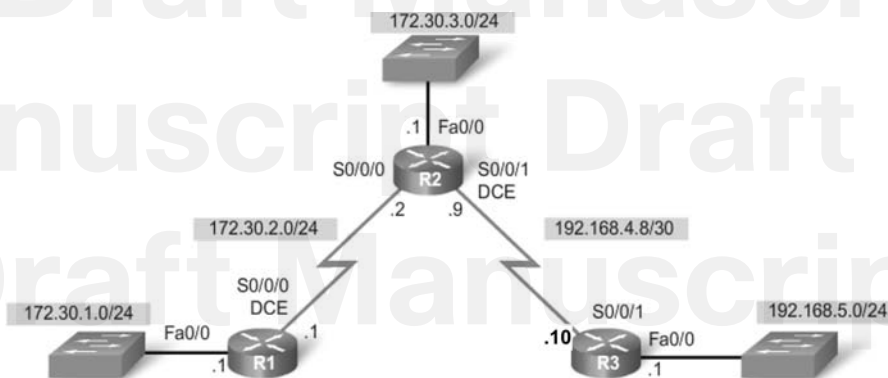 Draft Manuscript
172.30.3.0/24
Manuscript Draft
.1 Fa0/0
S0/0/0 R2 S0/0/1
DCE
.2 .9
172.30.2.0/24 192.168.4.8/30
Draft Manuscript
S0/0/0
DCE
172.30.1.0/24 S0/0/1 192.168.5.0/24
Fa0/0 .1 .10 Fa0/0
.1 R1 R3 .1